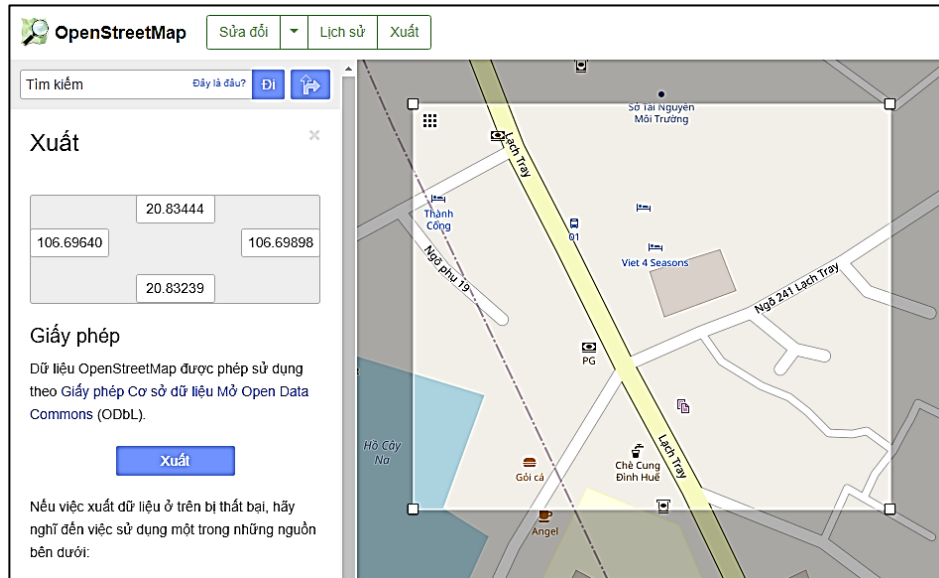 OpenStreetMap
Sửa đổi
Lịch sử
Xuất
Tìm kiếm
Đây là đâu?
Đi
Xuất
20.83444
106.69640
106.69898
20.83239
Giấy phép
Dữ liệu OpenStreetMap được phép sử dụng
theo Giấy phép Cơ sở dữ liệu Mở Open Data
Commons (ODbL).
Xuất
Nếu việc xuất dữ liệu ở trên bị thất bại, hãy
nghĩ đến việc sử dụng một trong những nguồn
bên dưới:
Sở Tài Nguyên
Môi Trường
Lạch Tray
Thành
Công
01
Viet 4 Seasons
Ngõ phụ 19
Ngõ 241 Lạch Tray
PG
Hồ Cây
Na
Gỏi cá
Chè Cung
Đình Huế
Lạch Tray
Angel